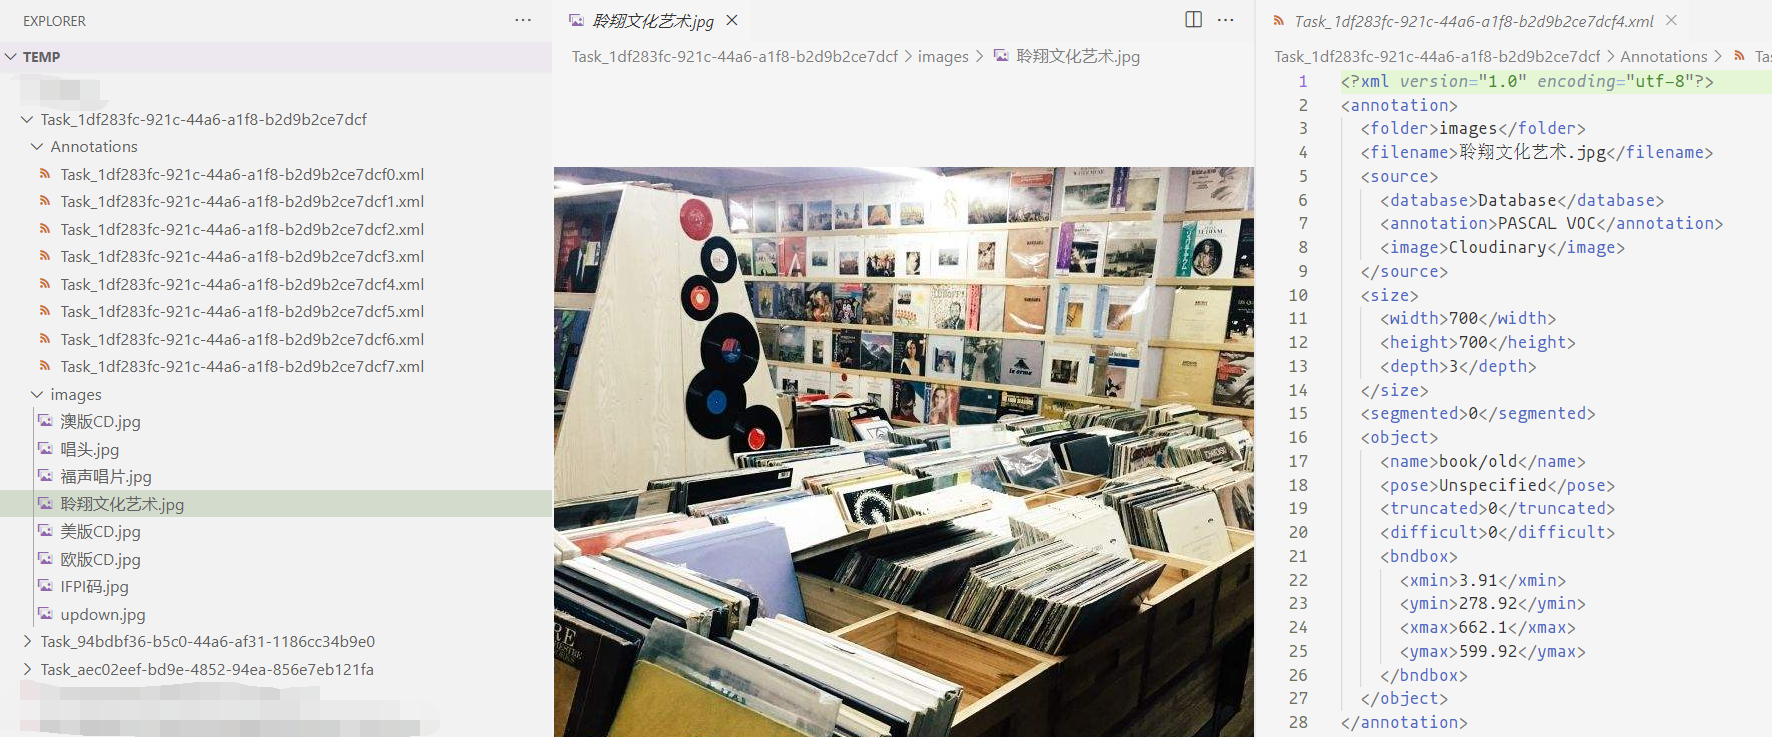 EXPLORER
TEMP
Task_1df283fc-921c-44a6-a1f8-b2d9b2ce7dcf
Annotations
Task_1df283fc-921c-44a6-a1f8-b2d9b2ce7dcf0.xml
Task_1df283fc-921c-44a6-a1f8-b2d9b2ce7dcf1.xml
Task_1df283fc-921c-44a6-a1f8-b2d9b2ce7dcf2.xml
Task_1df283fc-921c-44a6-a1f8-b2d9b2ce7dcf3.xml
Task_1df283fc-921c-44a6-a1f8-b2d9b2ce7dcf4.xml
Task_1df283fc-921c-44a6-a1f8-b2d9b2ce7dcf5.xml
Task_1df283fc-921c-44a6-a1f8-b2d9b2ce7dcf6.xml
Task_1df283fc-921c-44a6-a1f8-b2d9b2ce7dcf7.xml
images
澳版CD.jpg
唱头.jpg
福声唱片.jpg
聆翔文化艺术.jpg
美版CD.jpg
欧版CD.jpg
IFPI码.jpg
updown.jpg
Task_94bdbf36-b5c0-44a6-af31-1186cc34b9e0
Task_aec02eef-bd9e-4852-94ea-856e7eb121fa
聆翔文化艺术.jpg
Task_1df283fc-921c-44a6-a1f8-b2d9b2ce7dcf > images > 聆翔文化艺术.jpg
Task_1df283fc-921c-44a6-a1f8-b2d9b2ce7dcf4.xml
Task_1df283fc-921c-44a6-a1f8-b2d9b2ce7dcf > Annotations >
1 <?xml version="1.0" encoding="utf-8"?>
2 <annotation>
3 <folder>images</folder>
4 <filename>聆翔文化艺术.jpg</filename>
5 <source>
6 <database>Database</database>
7 <annotation>PASCAL VOC</annotation>
8 <image>Cloudinary</image>
9 </source>
10 <size>
11 <width>700</width>
12 <height>700</height>
13 <depth>3</depth>
14 </size>
15 <segmented>0</segmented>
16 <object>
17 <name>book/old</name>
18 <pose>Unspecified</pose>
19 <truncated>0</truncated>
20 <difficult>0</difficult>
21 <bndbox>
22 <xmin>3.91</xmin>
23 <ymin>278.92</ymin>
24 <xmax>662.1</xmax>
25 <ymax>599.92</ymax>
26 </bndbox>
27 </object>
28 </annotation>